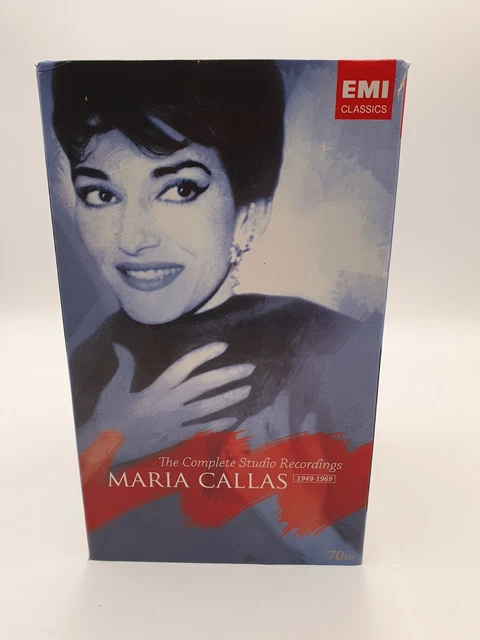 EMI
CLASSICS
The Complete Studio Recordings
MARIA CALLAS 1949-1969
70CD